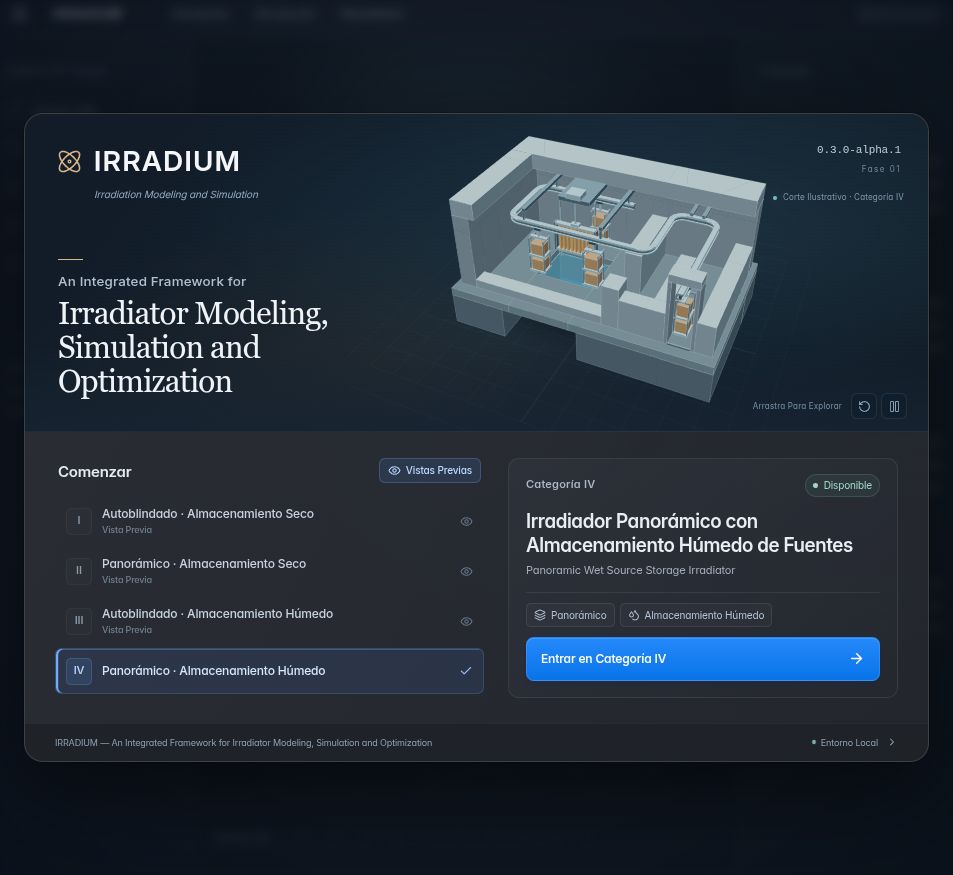 IRRADIUM
Irradiation Modeling and Simulation
0.3.0-alpha.1
Fase 01
Corte Ilustrativo · Categoría IV
An Integrated Framework for
Irradiator Modeling,
Simulation and
Optimization
Arrastra Para Explorar
Comenzar
Vistas Previas
I
Autoblindado · Almacenamiento Seco
Vista Previa
II
Panorámico · Almacenamiento Seco
Vista Previa
III
Autoblindado · Almacenamiento Húmedo
Vista Previa
IV
Panorámico · Almacenamiento Húmedo
Categoría IV
Disponible
Irradiador Panorámico con
Almacenamiento Húmedo de Fuentes
Panoramic Wet Source Storage Irradiator
Panorámico
Almacenamiento Húmedo
Entrar en Categoría IV
IRRADIUM — An Integrated Framework for Irradiator Modeling, Simulation and Optimization
Entorno Local